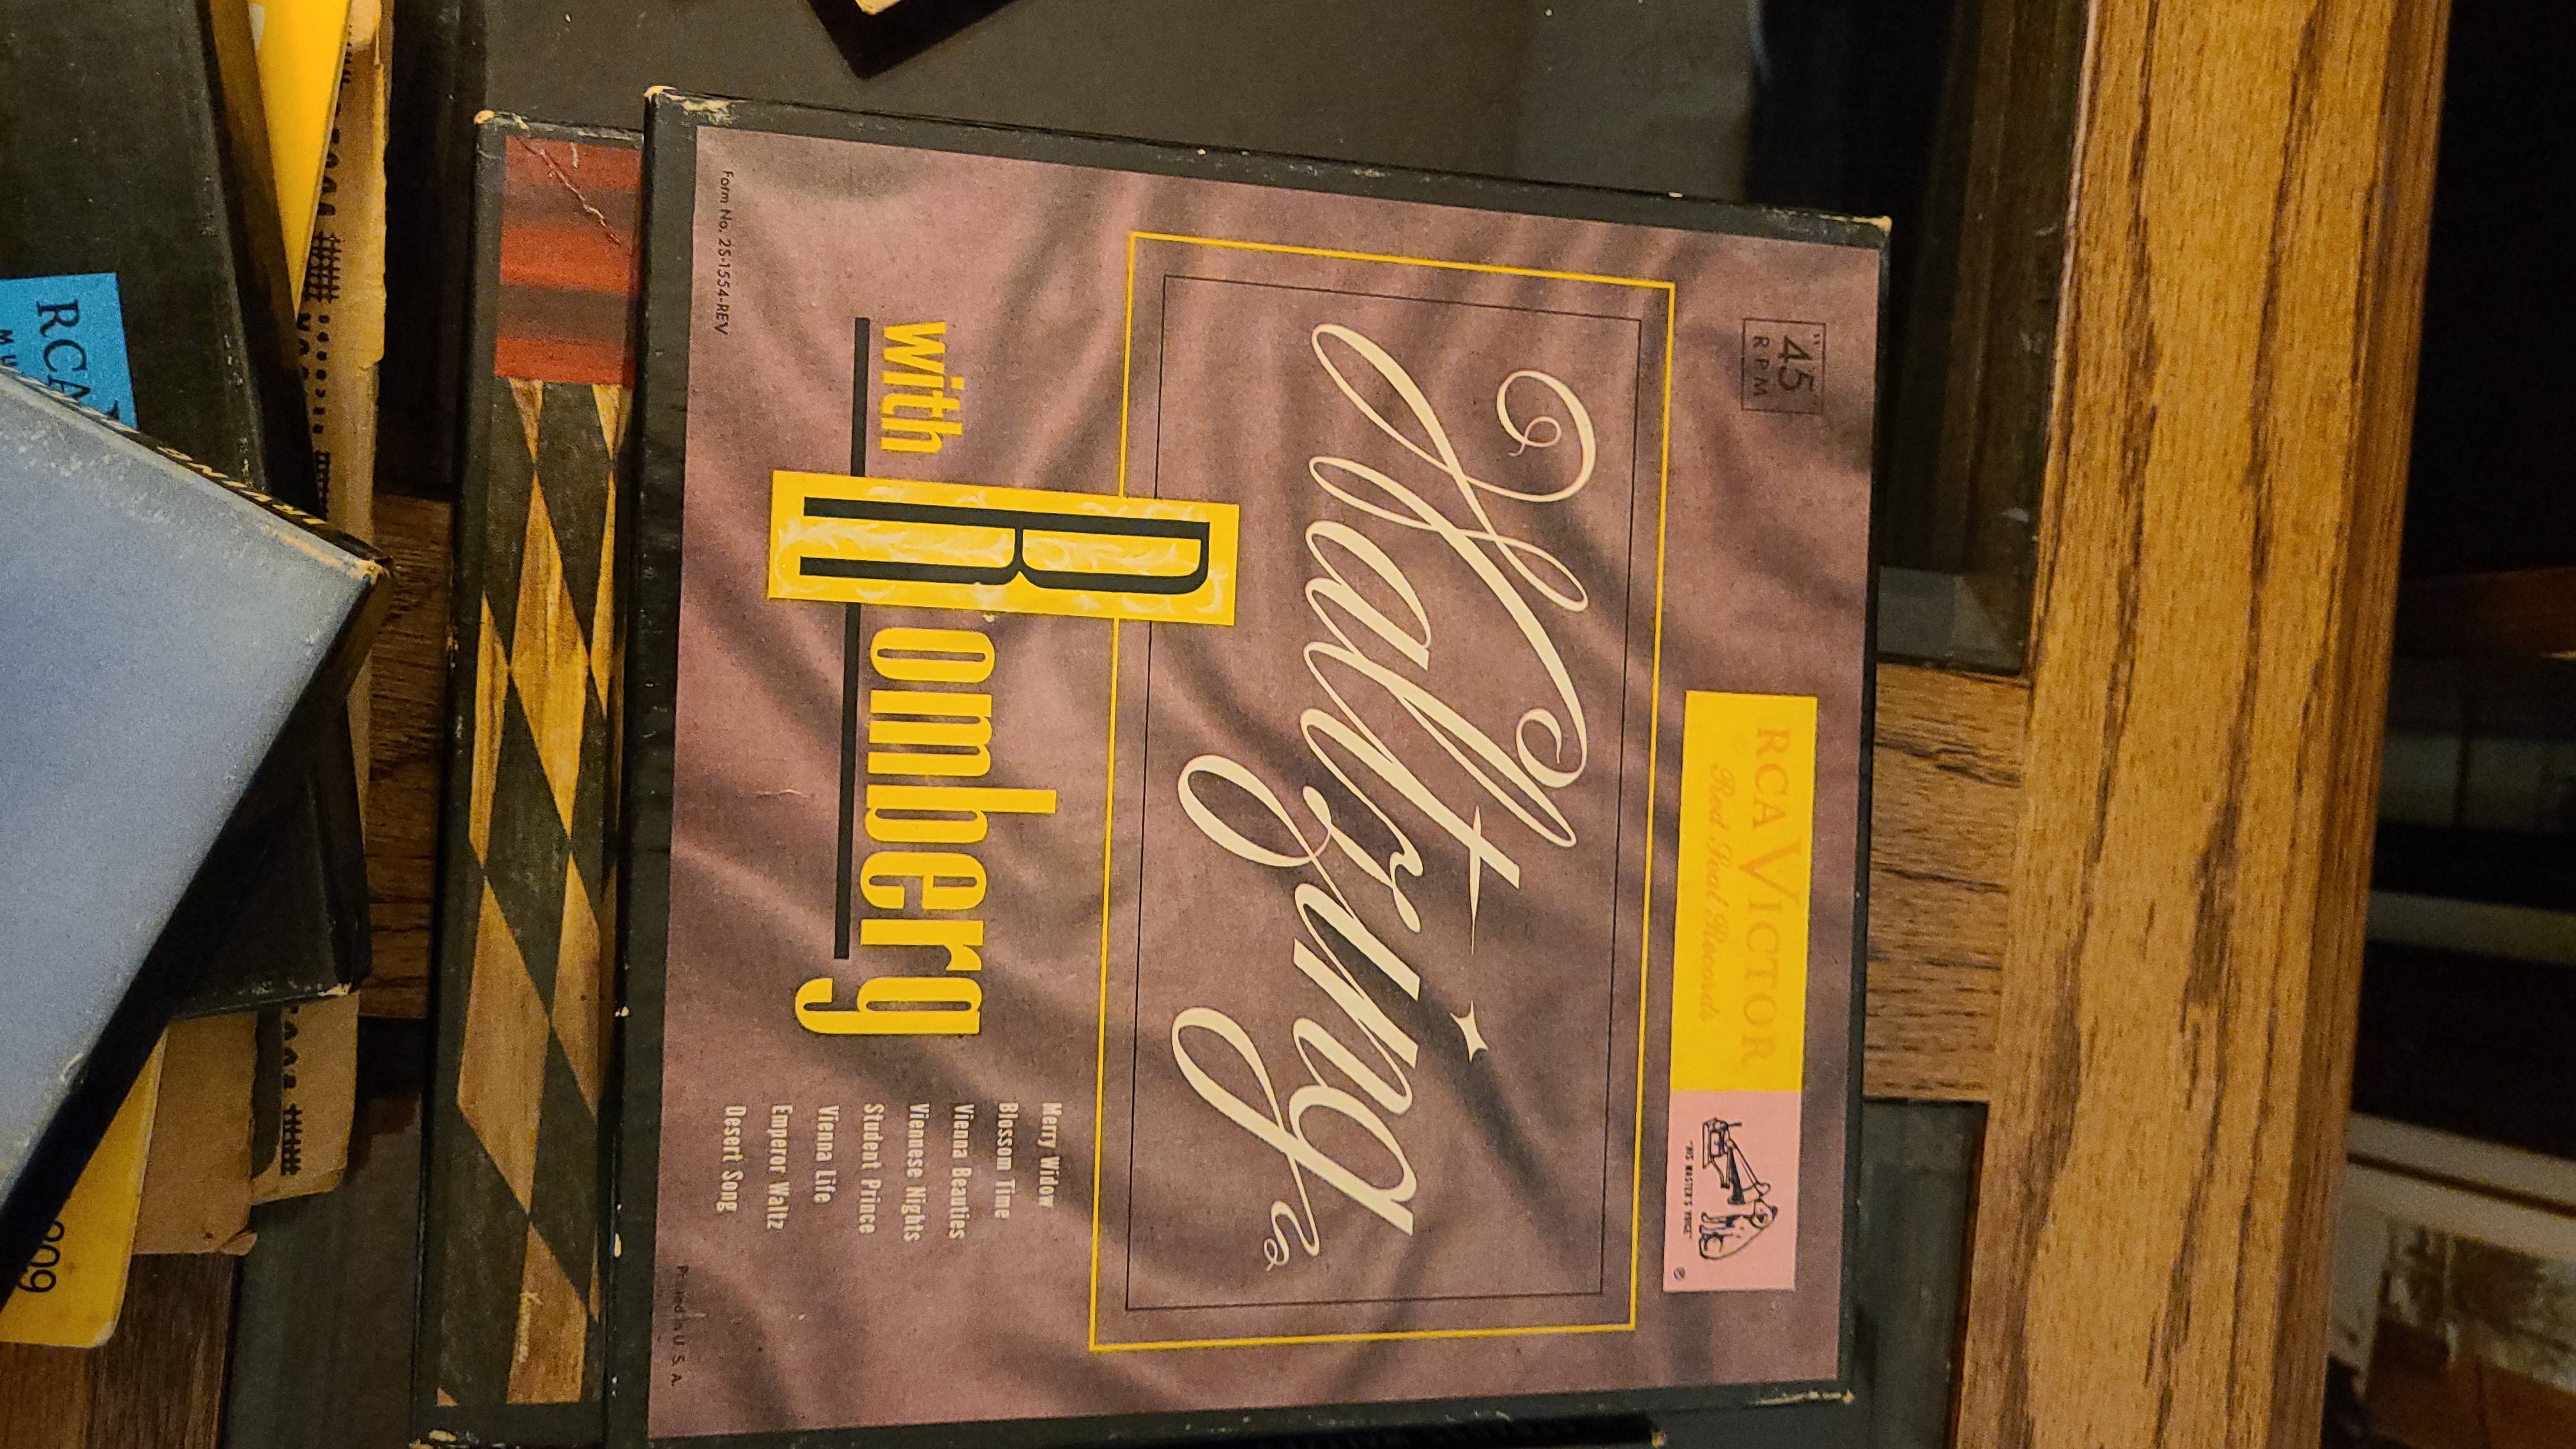 "45"
RPM
RCA VICTOR
Red Seal Records
"HIS MASTER'S VOICE"
®
Waltzing
with Romberg
Merry Widow
Blossom Time
Vienna Beauties
Viennese Nights
Student Prince
Vienna Life
Emperor Waltz
Desert Song
Form No. 2S-1554-REV
Printed in U. S. A.
RCA